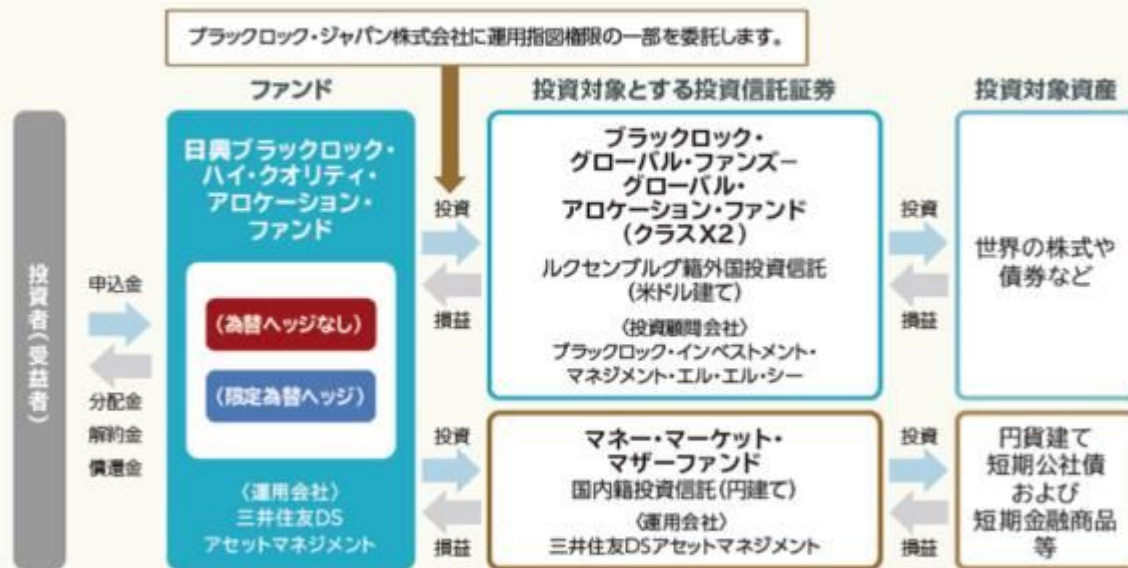 ブラックロック・ジャパン株式会社に運用指図権限の一部を委託します。
ファンド
投資対象とする投資信託証券
投資対象資産
投資者(受益者)
申込金
分配金
解約金
償還金
日興ブラックロック・
ハイ・クオリティ・
アロケーション・
ファンド
(為替ヘッジなし)
(限定為替ヘッジ)
〈運用会社〉
三井住友DS
アセットマネジメント
投資
損益
投資
損益
ブラックロック・
グローバル・ファンズ－
グローバル・
アロケーション・ファンド
(クラスX2)
ルクセンブルグ籍外国投資信託
(米ドル建て)
〈投資顧問会社〉
ブラックロック・インベストメント・
マネジメント・エル・エル・シー
マネー・マーケット・
マザーファンド
国内籍投資信託(円建て)
〈運用会社〉
三井住友DSアセットマネジメント
投資
損益
投資
損益
世界の株式や
債券など
円貨建て
短期公社債
および
短期金融商品
等